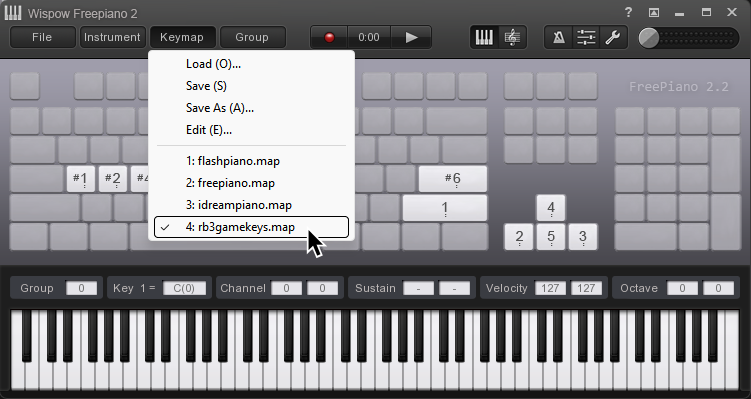 Wispow Freepiano 2
File Instrument Keymap Group 0:00
Load (O)...
Save (S)
Save As (A)...
Edit (E)...
1: flashpiano.map
2: freepiano.map
3: idreampiano.map
4: rb3gamekeys.map
FreePiano 2.2
#1 #2 #6
1 4
2 5 3
Group 0 Key 1 = C(0) Channel 0 0 Sustain - - Velocity 127 127 Octave 0 0